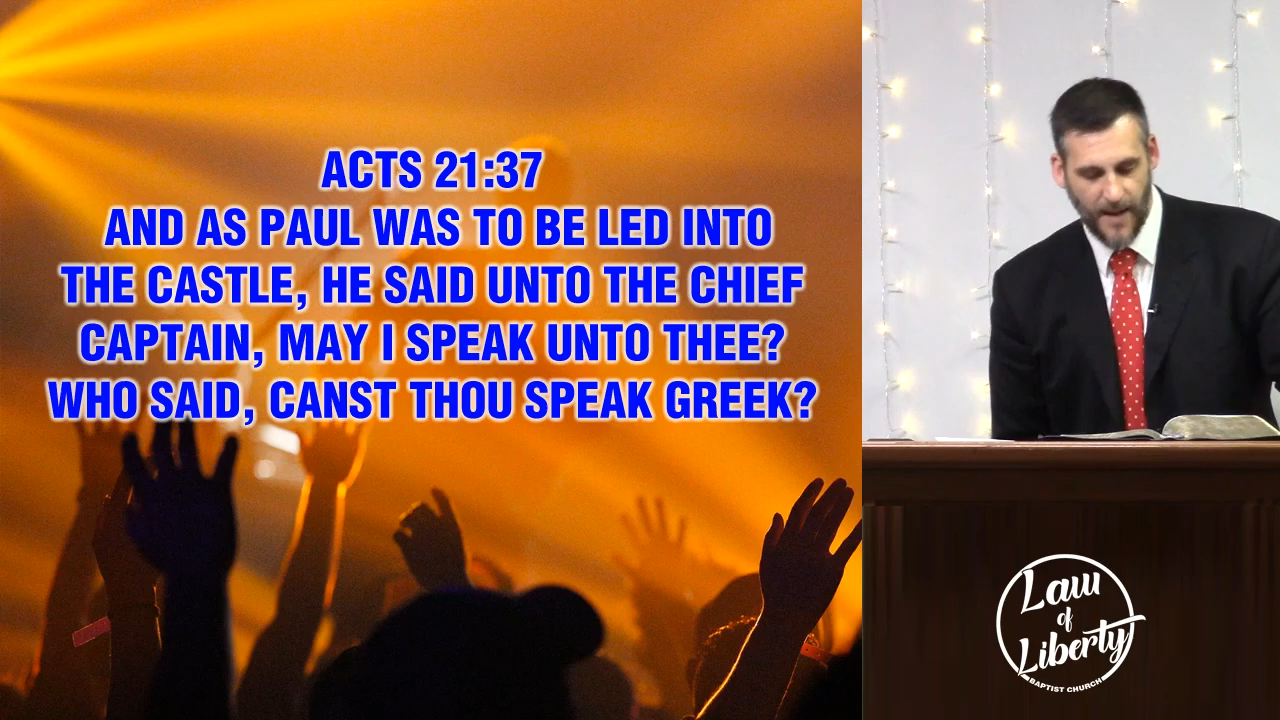 ACTS 21:37
AND AS PAUL WAS TO BE LED INTO
THE CASTLE, HE SAID UNTO THE CHIEF
CAPTAIN, MAY I SPEAK UNTO THEE?
WHO SAID, CANST THOU SPEAK GREEK?
Law
of
Liberty
BAPTIST CHURCH